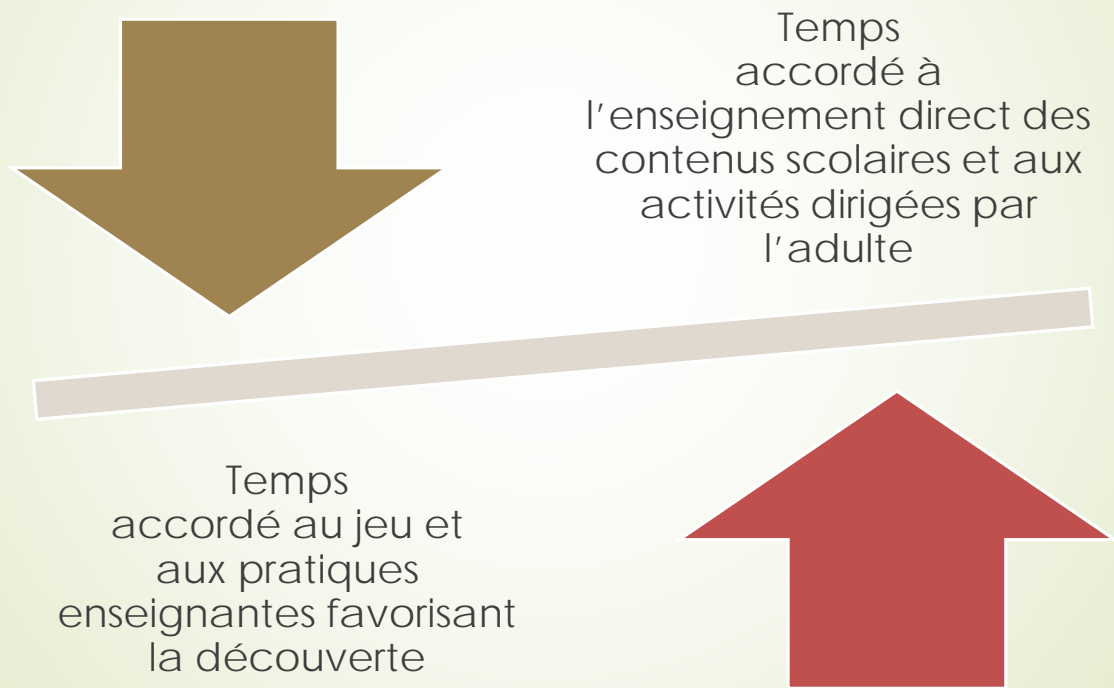 Temps
accordé à
l’enseignement direct des
contenus scolaires et aux
activités dirigées par
l’adulte
Temps
accordé au jeu et
aux pratiques
enseignantes favorisant
la découverte